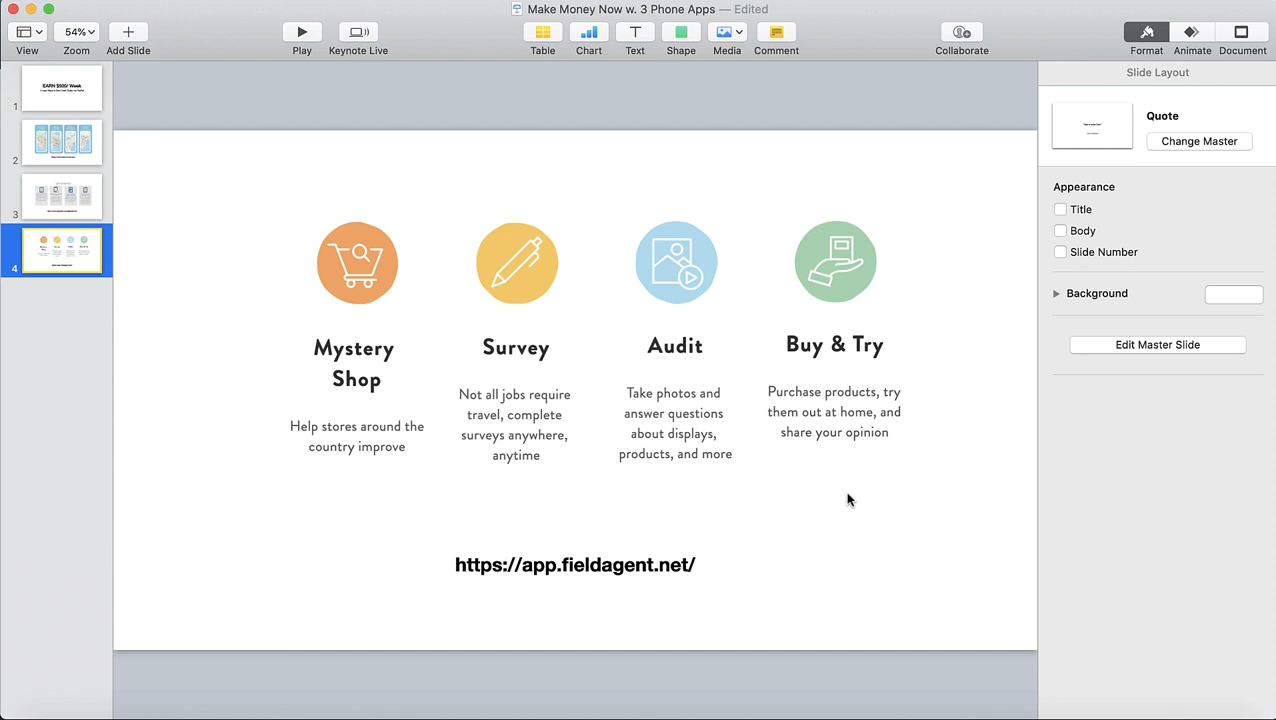 Make Money Now w. 3 Phone Apps — Edited
54%
View
Zoom
Add Slide
Play
Keynote Live
Table
Chart
Text
Shape
Media
Comment
Collaborate
Format
Animate
Document
1
EARN $500/ Week
2
3
4
Mystery
Shop
Help stores around the
country improve
Survey
Not all jobs require
travel, complete
surveys anywhere,
anytime
Audit
Take photos and
answer questions
about displays,
products, and more
Buy & Try
Purchase products, try
them out at home, and
share your opinion
https://app.fieldagent.net/
Slide Layout
Quote
Change Master
Appearance
Title
Body
Slide Number
Background
Edit Master Slide